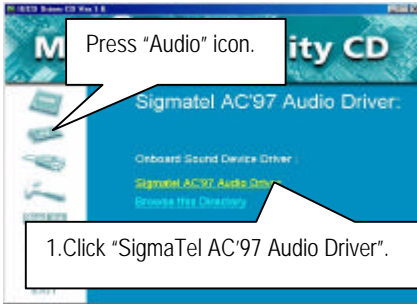 Press “Audio” icon.
ity CD
Sigmatel AC'97 Audio Driver:
Onboard Sound Device Driver :
Sigmatel AC'97 Audio Driver
Browse this Directory
1.Click “SigmaTel AC’97 Audio Driver”.